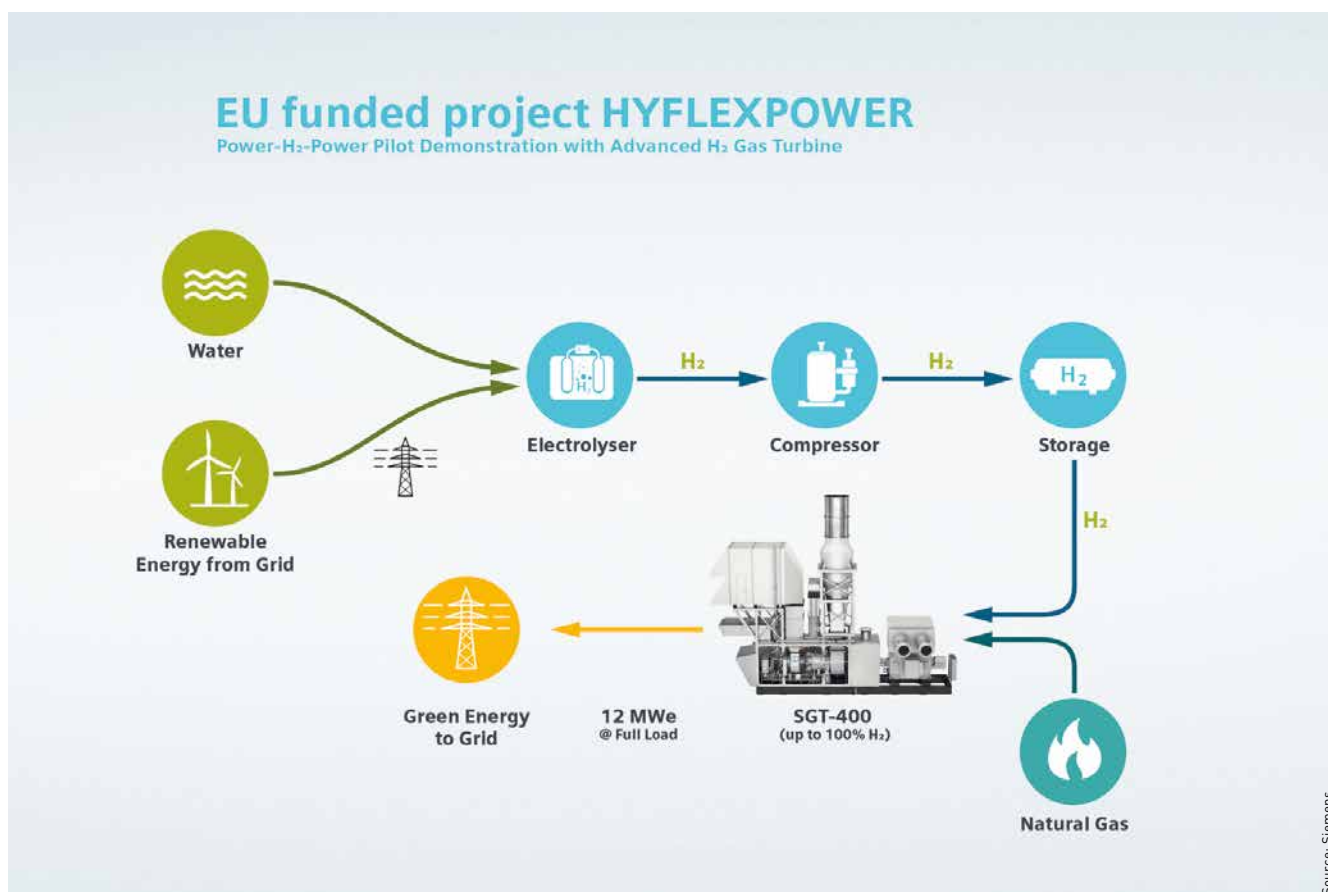 EU funded project HYFLEXPOWER
Power-H₂-Power Pilot Demonstration with Advanced H₂ Gas Turbine
Water
Renewable
Energy from Grid
H₂
Electrolyser
H₂
Compressor
H₂
H₂
Storage
H₂
Green Energy
to Grid
12 MWe
@ Full Load
SGT-400
(up to 100% H₂)
Natural Gas
Source: Siemens